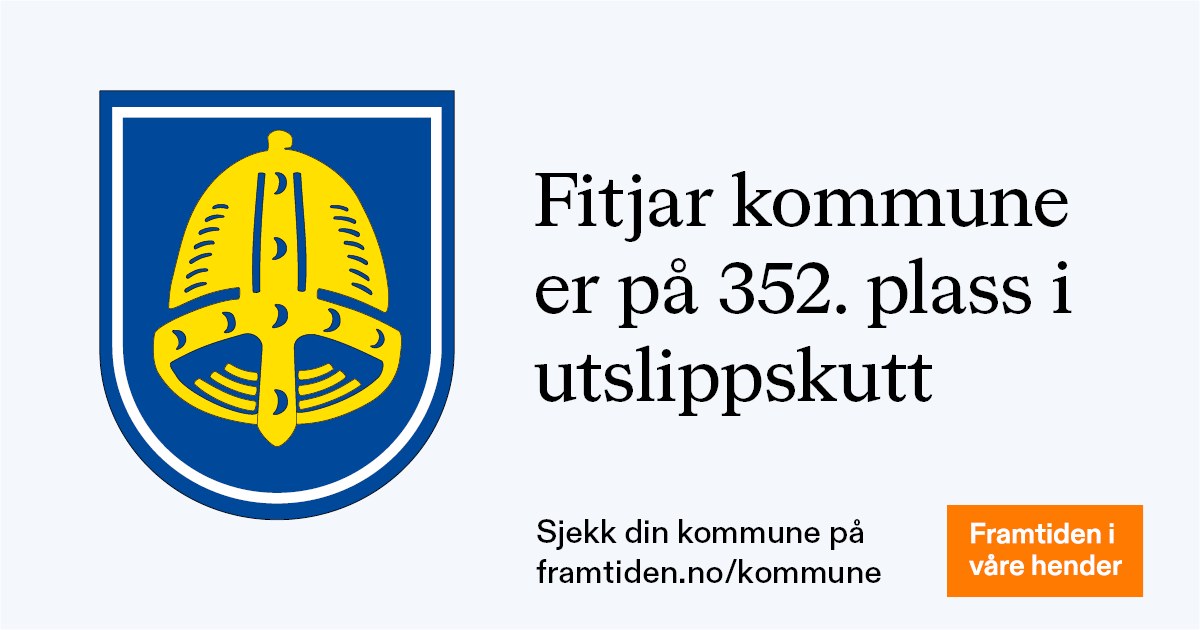 Fitjar kommune
er på 352. plass i
utslippskutt
Sjekk din kommune på
framtiden.no/kommune
Framtiden i
våre hender